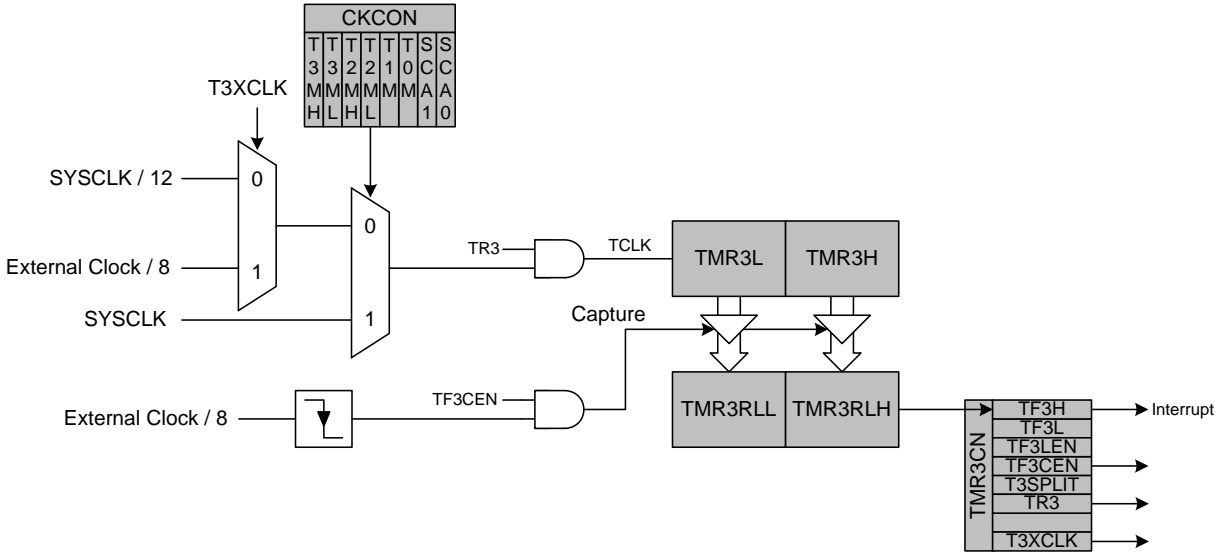 CKCON
T3MH T3ML T2MH T2ML T1M T0M SCA1 SCA0
T3XCLK
SYSCLK / 12
0
External Clock / 8
1
0
SYSCLK
1
TR3
TCLK
TMR3L TMR3H
Capture
External Clock / 8
TF3CEN
TMR3RLL TMR3RLH
TMR3CN
TF3H
Interrupt
TF3L
TF3LEN
TF3CEN
T3SPLIT
TR3
T3XCLK